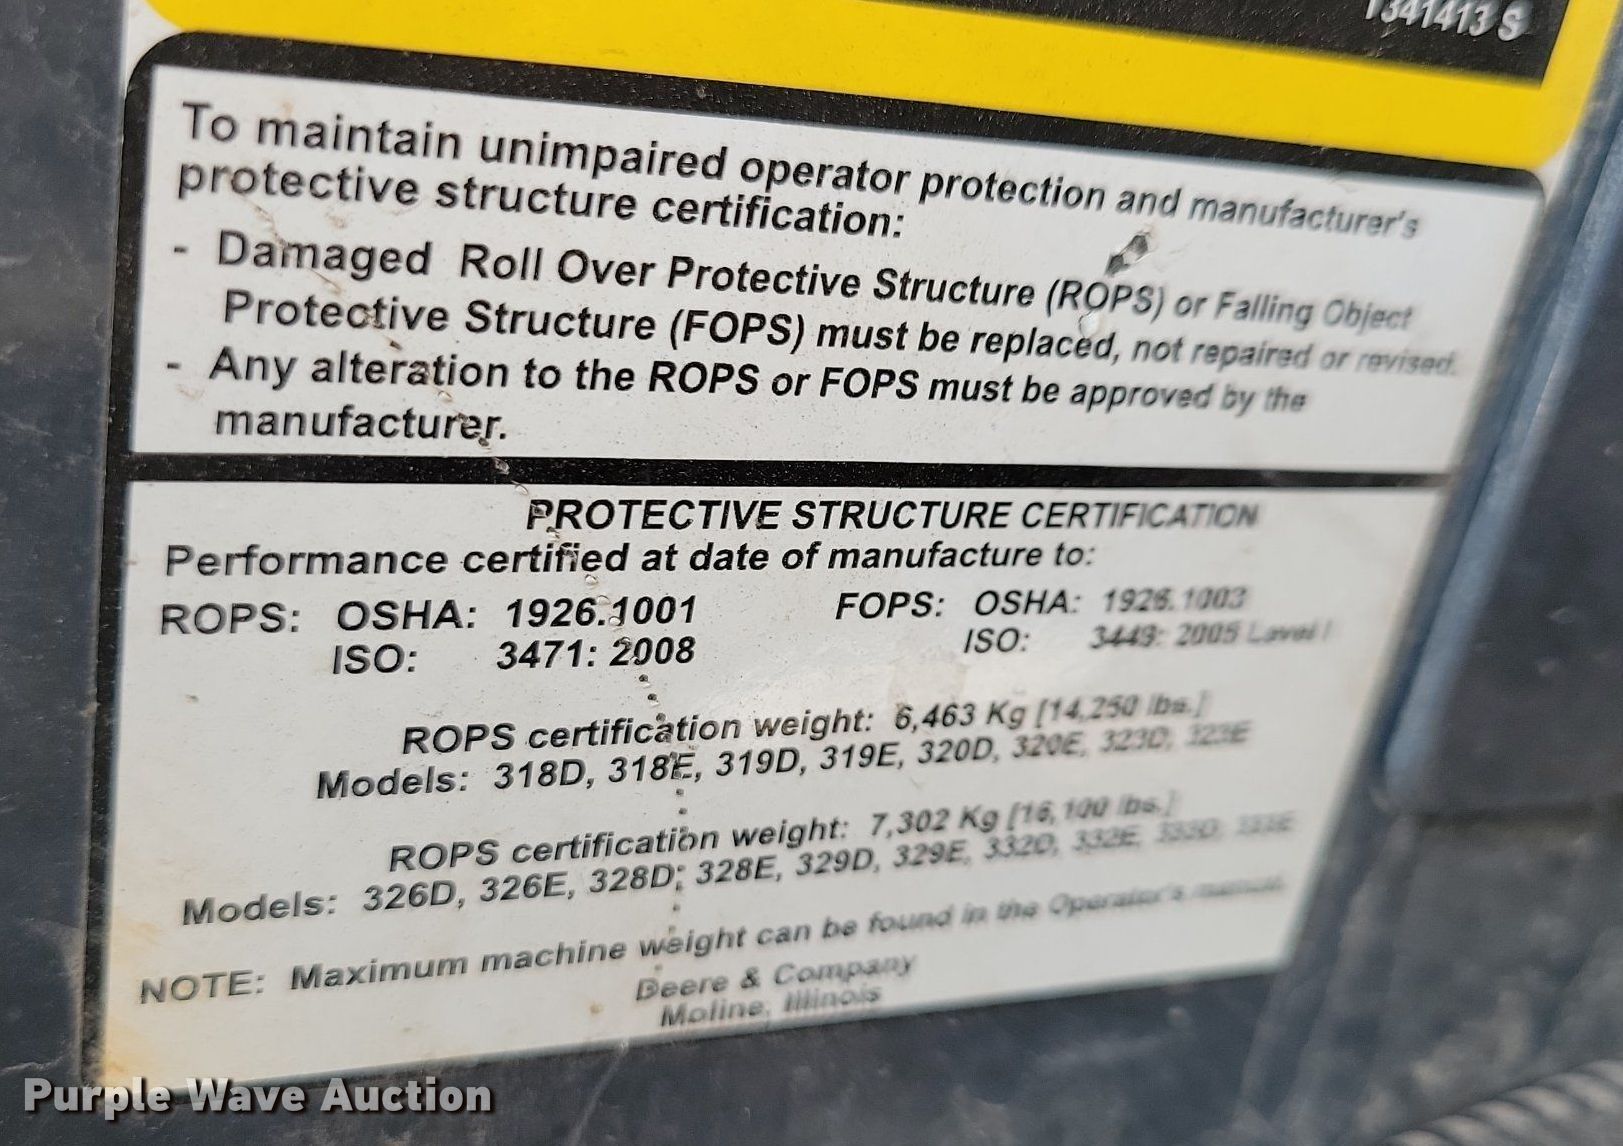 T341413 S
To maintain unimpaired operator protection and manufacturer's
protective structure certification:
- Damaged Roll Over Protective Structure (ROPS) or Falling Object
Protective Structure (FOPS) must be replaced, not repaired or revised.
- Any alteration to the ROPS or FOPS must be approved by the
manufacturer.
PROTECTIVE STRUCTURE CERTIFICATION
Performance certified at date of manufacture to:
ROPS: OSHA: 1926.1001 FOPS: OSHA: 1926.1003
ISO: 3471: 2008 ISO: 3449: 2005 Level I
ROPS certification weight: 6,463 Kg [14,250 lbs.]
Models: 318D, 318E, 319D, 319E, 320D, 320E, 323D, 323E
ROPS certification weight: 7,302 Kg [16,100 lbs.]
Models: 326D, 326E, 328D, 328E, 329D, 329E, 332D, 332E, 333D, 333E
NOTE: Maximum machine weight can be found in the Operator's manual.
Deere & Company
Moline, Illinois
Purple Wave Auction